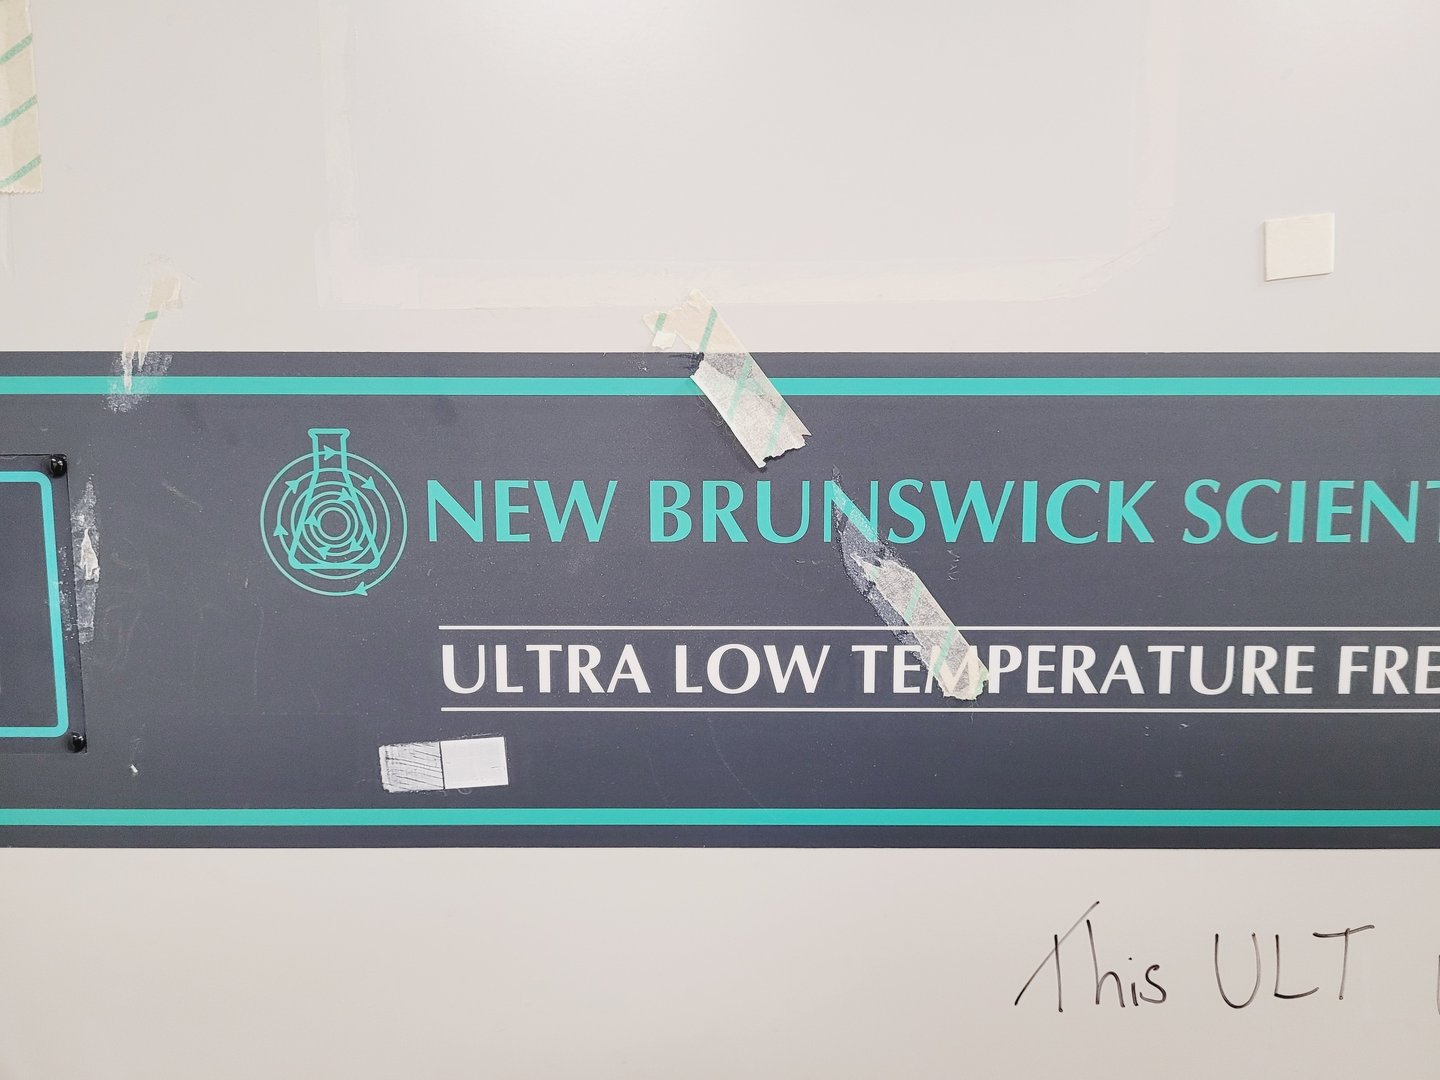 NEW BRUNSWICK SCIENT
ULTRA LOW TEMPERATURE FRE
This ULT